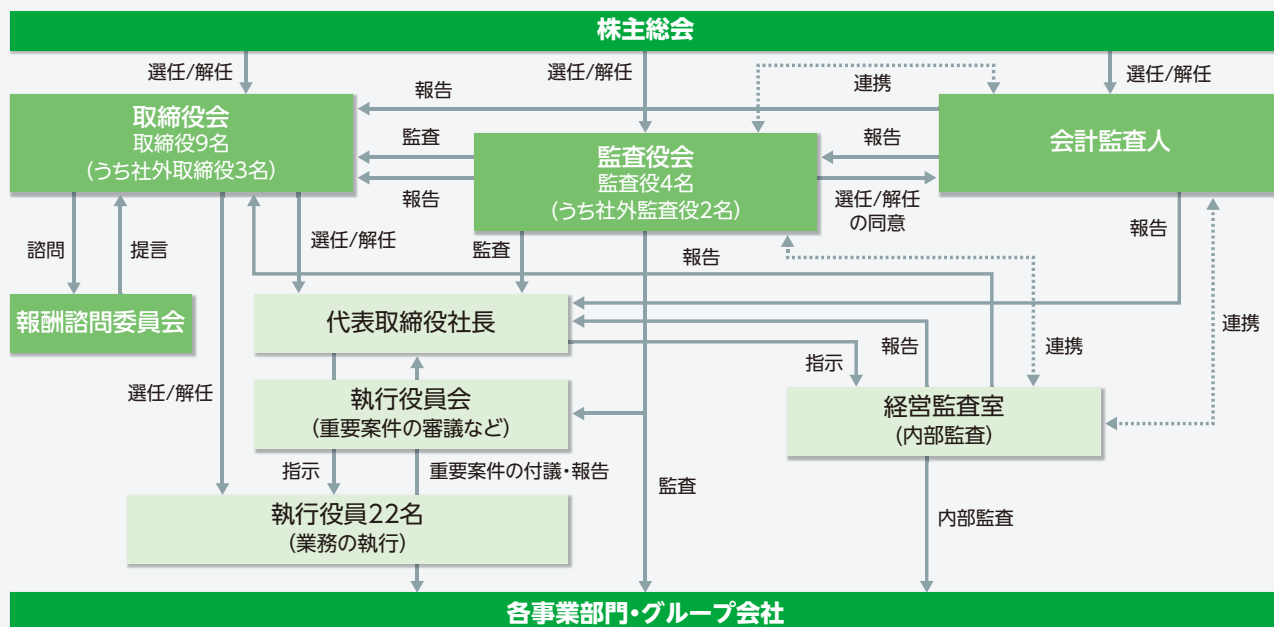 株主総会
選任/解任
選任/解任
連携
選任/解任
報告
取締役会
取締役9名
(うち社外取締役3名)
監査
報告
会計監査人
監査役会
監査役4名
(うち社外監査役2名)
報告
選任/解任
の同意
諮問
提言
選任/解任
監査
報告
報告
報酬諮問委員会
代表取締役社長
連携
報告
連携
指示
選任/解任
執行役員会
(重要案件の審議など)
経営監査室
(内部監査)
指示
重要案件の付議・報告
監査
執行役員22名
(業務の執行)
内部監査
各事業部門・グループ会社